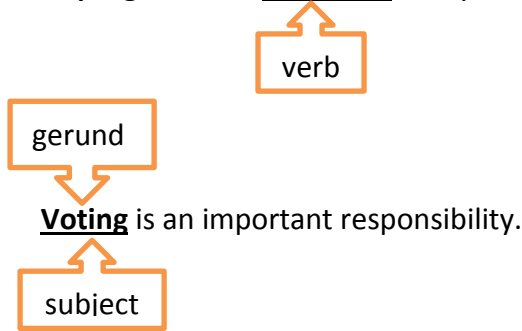 verb
gerund
Voting is an important responsibility.
subject